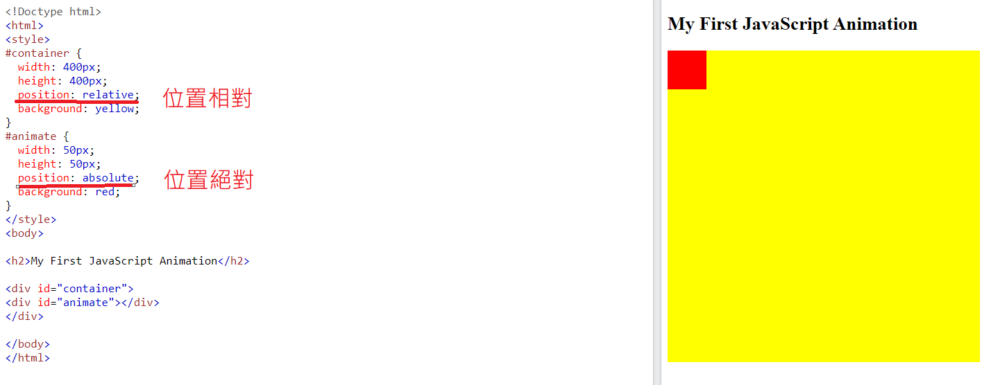 <!Doctype html>
<html>
<style>
#container {
  width: 400px;
  height: 400px;
  position: relative;
位置相對
  background: yellow;
}
#animate {
  width: 50px;
  height: 50px;
  position: absolute;
位置絕對
  background: red;
}
</style>
<body>
<h2>My First JavaScript Animation</h2>
<div id="container">
<div id="animate"></div>
</div>
</body>
</html>
My First JavaScript Animation